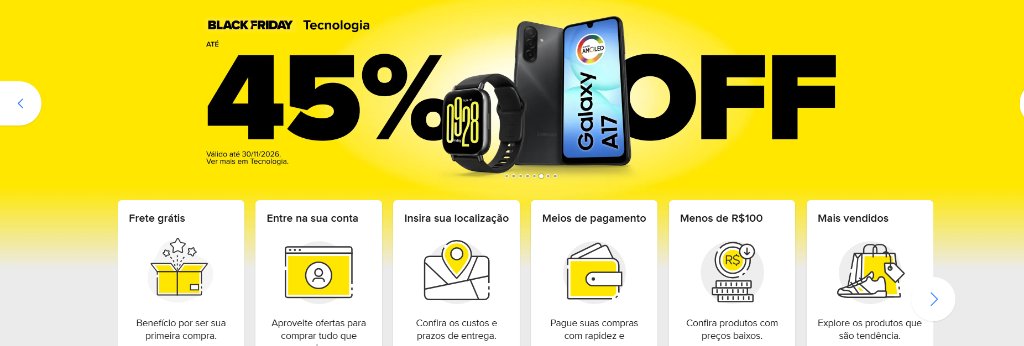 BLACK FRIDAY Tecnologia
ATÉ
45% OFF
09
28
Galaxy
A17
Válido até 30/11/2026.
Ver mais em Tecnologia.
Frete grátis
Benefício por ser sua
primeira compra.
Entre na sua conta
Aproveite ofertas para
comprar tudo que
Insira sua localização
Confira os custos e
prazos de entrega.
Meios de pagamento
Pague suas compras
com rapidez e
Menos de R$100
R$
Confira produtos com
preços baixos.
Mais vendidos
Explore os produtos que
são tendência.